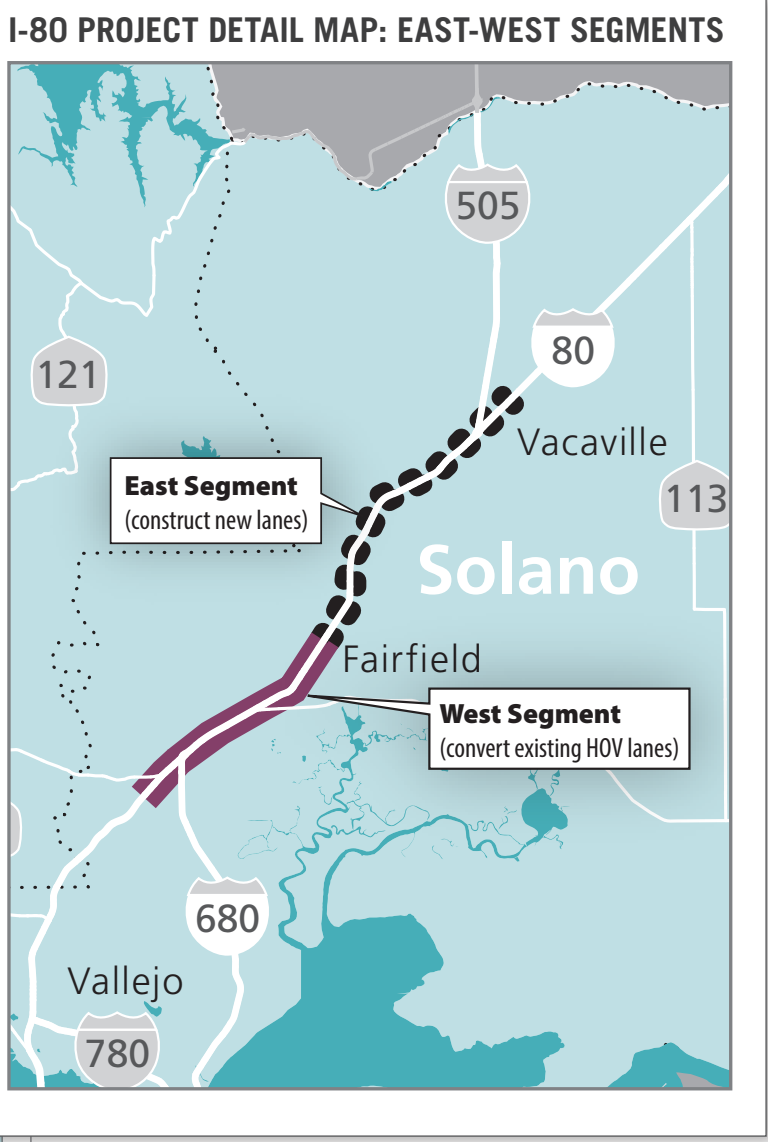 I-80 PROJECT DETAIL MAP: EAST-WEST SEGMENTS
505
80
121
Vacaville
East Segment
(construct new lanes)
113
Solano
Fairfield
West Segment
(convert existing HOV lanes)
680
Vallejo
780